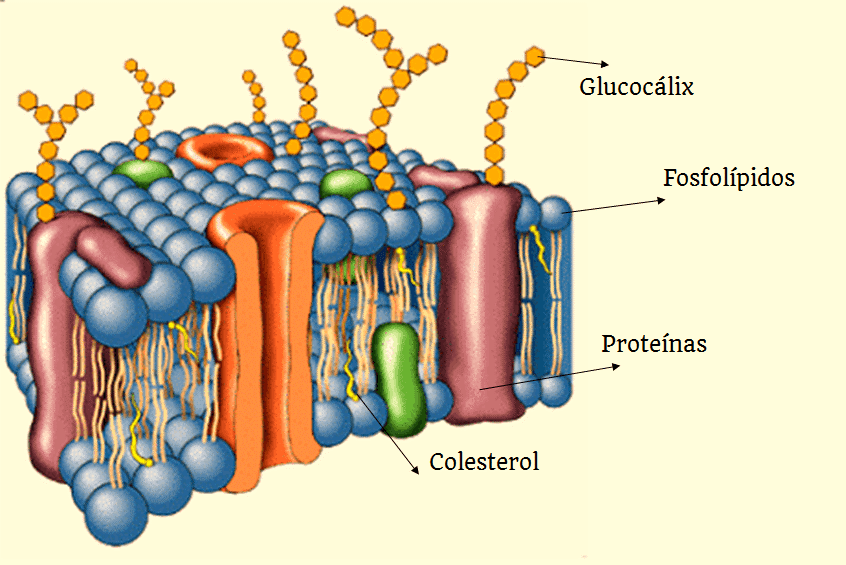 Glucocálix
Fosfolípidos
Proteínas
Colesterol